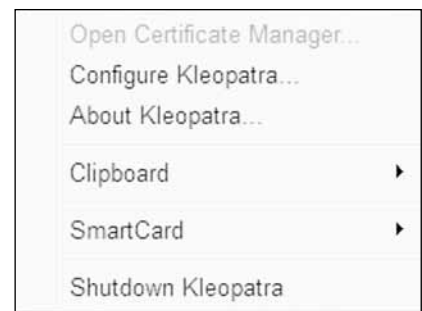 Open Certificate Manager...
Configure Kleopatra...
About Kleopatra...
Clipboard
SmartCard
Shutdown Kleopatra